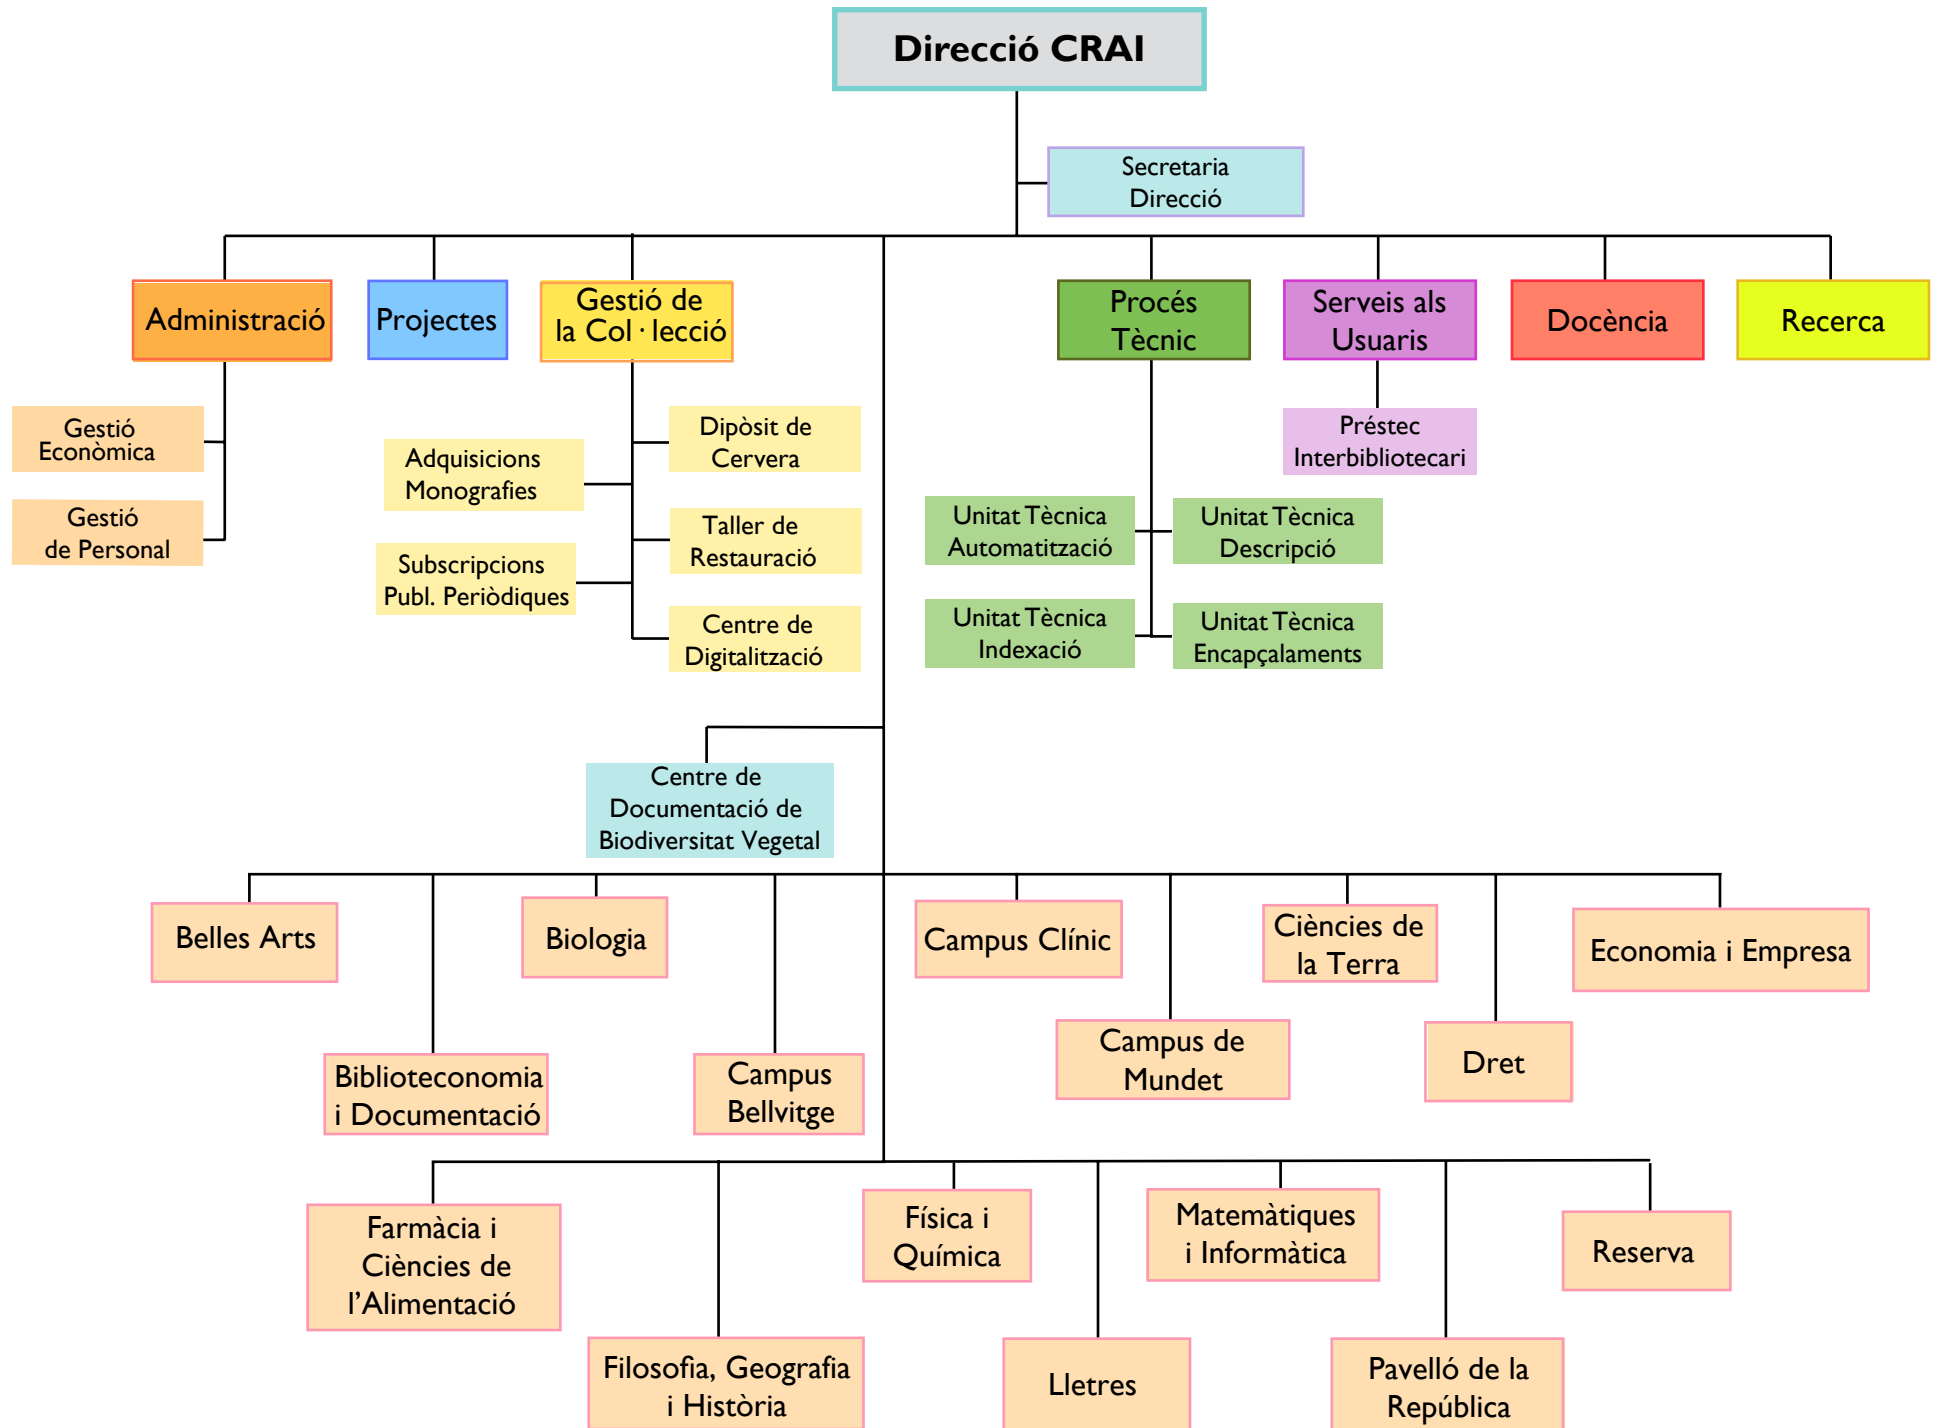 Direcció CRAI
Secretaria
Direcció
Administració
Projectes
Gestió de
la Col·lecció
Procés
Tècnic
Serveis als
Usuaris
Docència
Recerca
Gestió
Econòmica
Gestió
de Personal
Adquisicions
Monografies
Subscripcions
Publ. Periòdiques
Dipòsit de
Cervera
Taller de
Restauració
Centre de
Digitalització
Préstec
Interbibliotecari
Unitat Tècnica
Automatització
Unitat Tècnica
Descripció
Unitat Tècnica
Indexació
Unitat Tècnica
Encapçalaments
Centre de
Documentació de
Biodiversitat Vegetal
Belles Arts
Biologia
Campus Clínic
Ciències de
la Terra
Economia i Empresa
Biblioteconomia
i Documentació
Campus
Bellvitge
Campus de
Mundet
Dret
Farmàcia i
Ciències de
l’Alimentació
Física i
Química
Matemàtiques
i Informàtica
Reserva
Filosofia, Geografia
i Història
Lletres
Pavelló de la
República